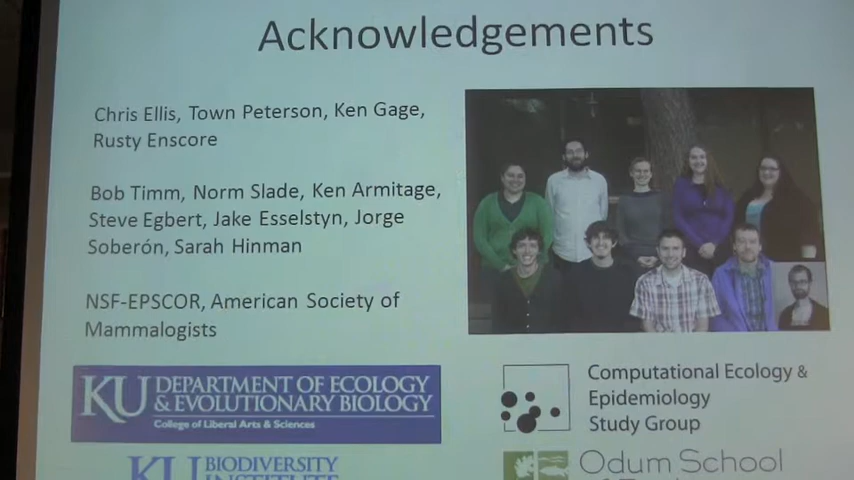 Acknowledgements
Chris Ellis, Town Peterson, Ken Gage,
Rusty Enscore
Bob Timm, Norm Slade, Ken Armitage,
Steve Egbert, Jake Esselstyn, Jorge
Soberón, Sarah Hinman
NSF-EPSCOR, American Society of
Mammalogists
KU DEPARTMENT OF ECOLOGY
& EVOLUTIONARY BIOLOGY
College of Liberal Arts & Sciences
KU BIODIVERSITY
INSTITUTE
Computational Ecology &
Epidemiology
Study Group
Odum School